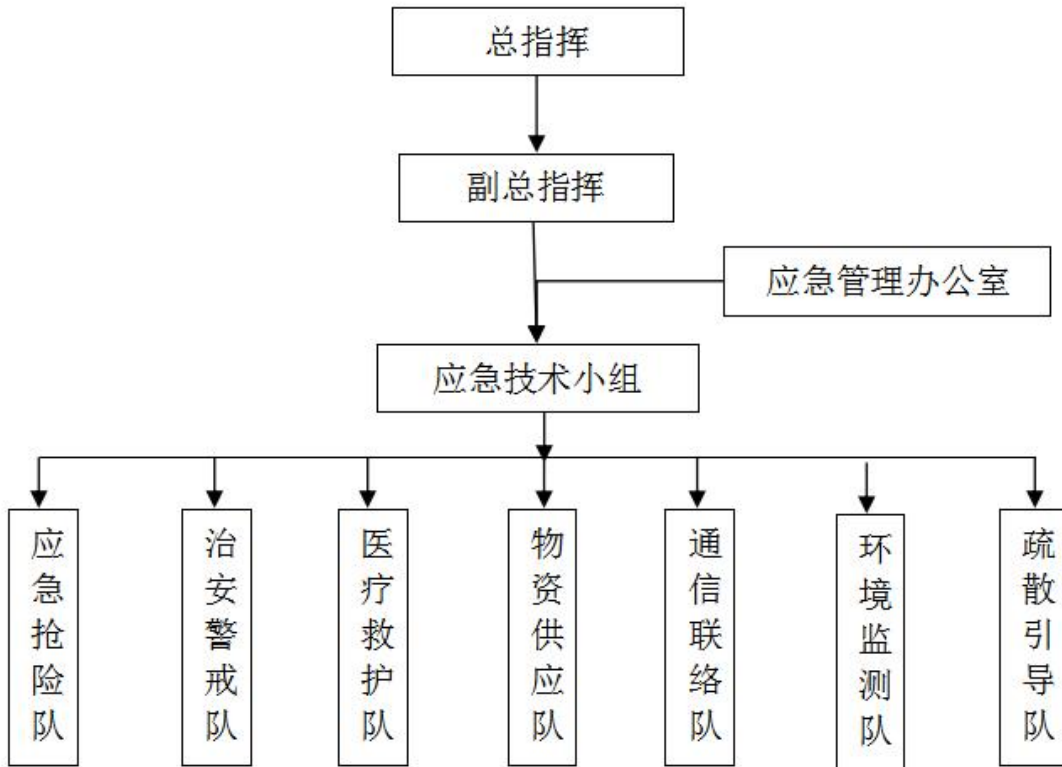 总指挥
副总指挥
应急管理办公室
应急技术小组
应急抢险队
治安警戒队
医疗救护队
物资供应队
通信联络队
环境监测队
疏散引导队